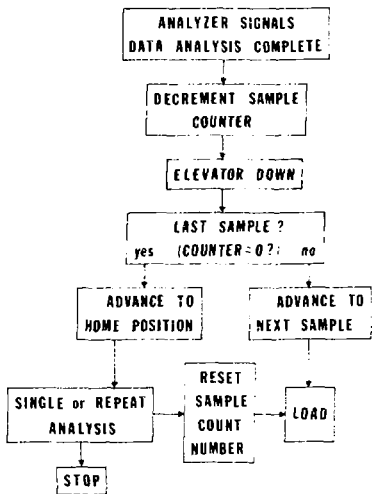 ANALYZER SIGNALS
DATA ANALYSIS COMPLETE
DECREMENT SAMPLE
COUNTER
ELEVATOR DOWN
LAST SAMPLE?
yes (COUNTER=0?) no
ADVANCE TO
HOME POSITION
ADVANCE TO
NEXT SAMPLE
SINGLE or REPEAT
ANALYSIS
RESET
SAMPLE
COUNT
NUMBER
LOAD
STOP